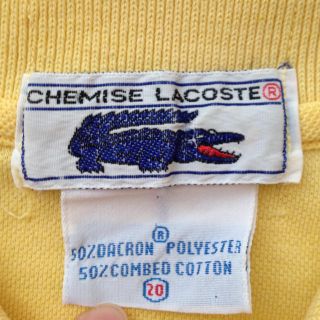 CHEMISE LACOSTE®
®
50% DACRON POLYESTER
50% COMBED COTTON
20